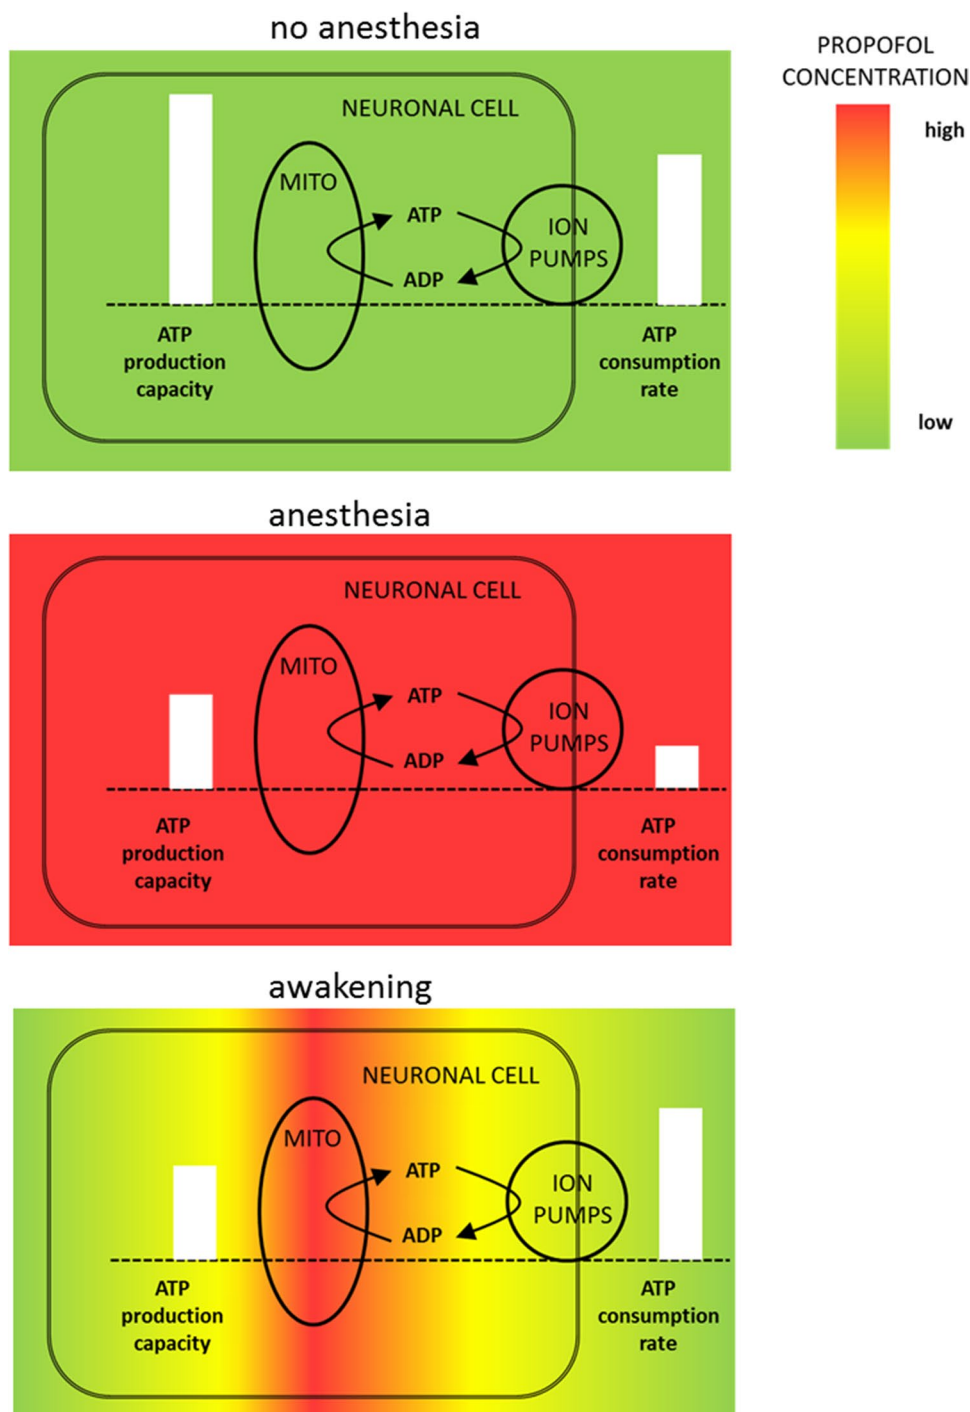 no anesthesia
NEURONAL CELL
MITO
ATP
ADP
ION
PUMPS
ATP
production
capacity
ATP
consumption
rate
PROPOFOL
CONCENTRATION
high
low
anesthesia
NEURONAL CELL
MITO
ATP
ADP
ION
PUMPS
ATP
production
capacity
ATP
consumption
rate
awakening
NEURONAL CELL
MITO
ATP
ADP
ION
PUMPS
ATP
production
capacity
ATP
consumption
rate